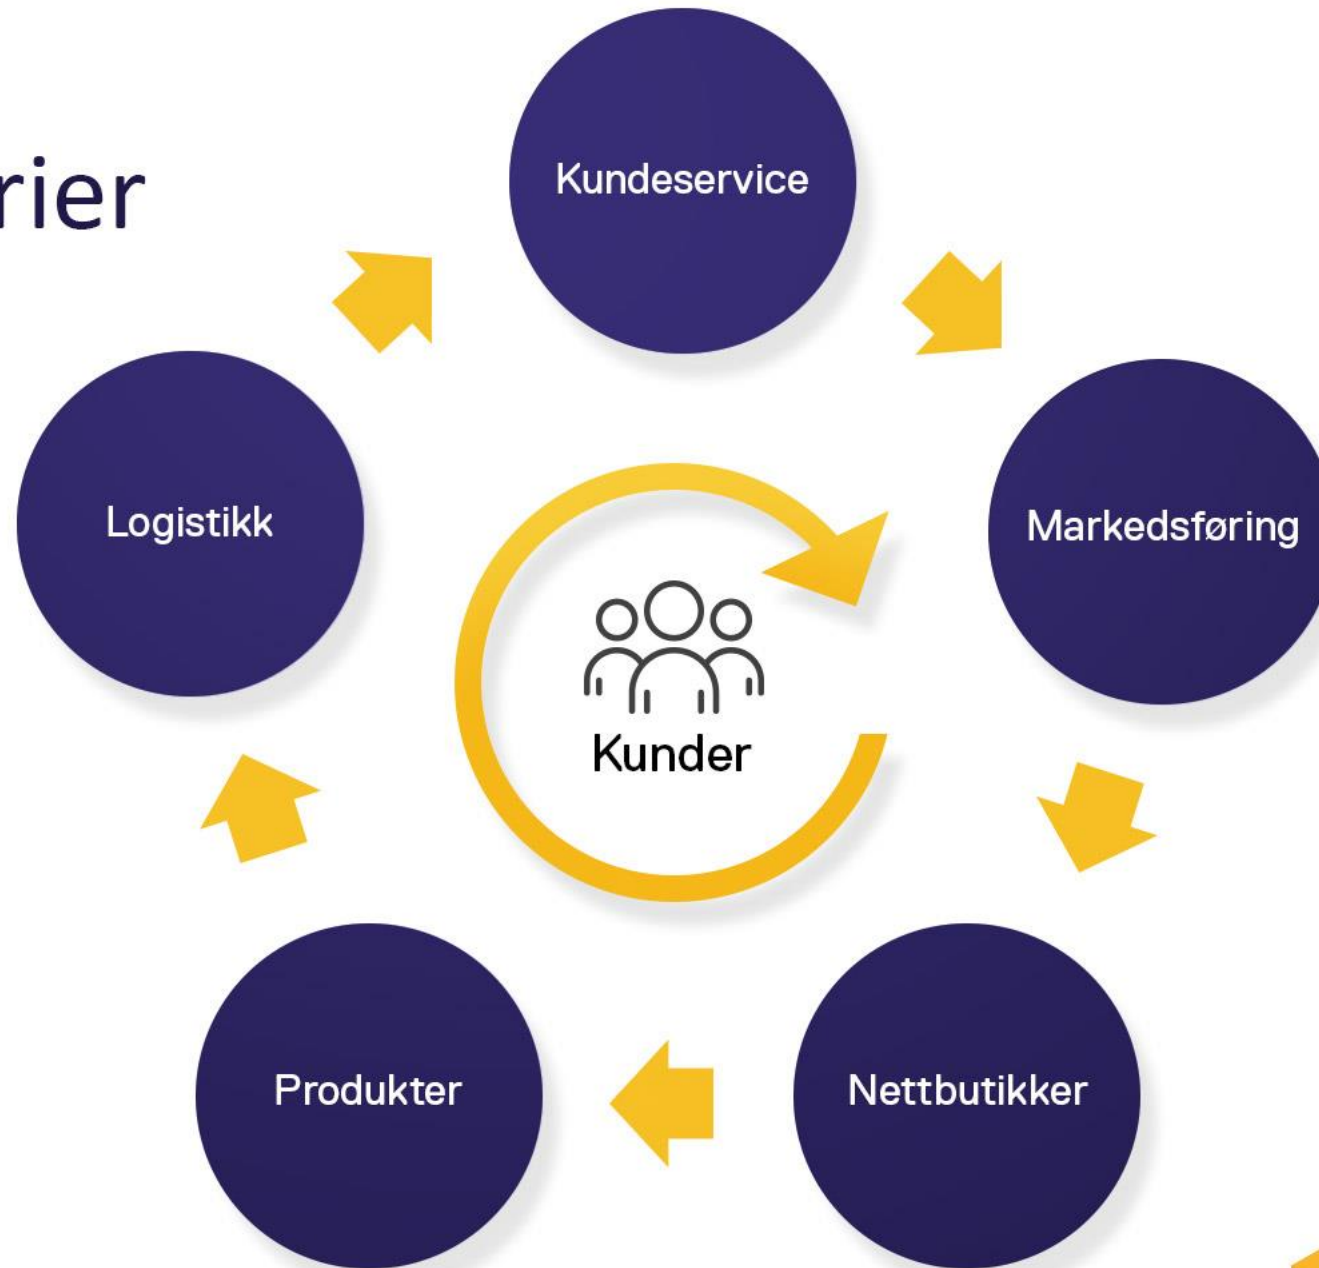 rier
Kundeservice
Logistikk
Markedsføring
Kunder
Produkter
Nettbutikker